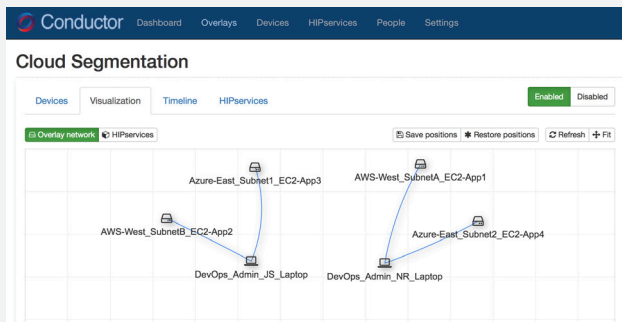 Conductor Dashboard Overlays Devices HIPservices People Settings
Cloud Segmentation
Devices Visualization Timeline HIPservices Enabled Disabled
Overlay network HIPservices Save positions Restore positions Refresh Fit
Azure-East_Subnet1_EC2-App3
AWS-West_SubnetA_EC2-App1
AWS-West_SubnetB_EC2-App2
Azure-East_Subnet2_EC2-App4
DevOps_Admin_JS_Laptop
DevOps_Admin_NR_Laptop